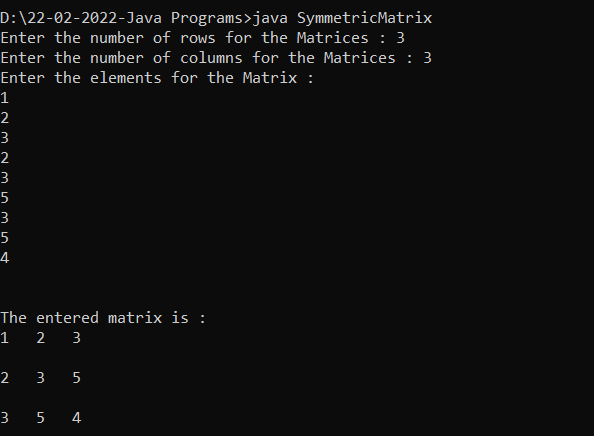 D:\22-02-2022-Java Programs>java SymmetricMatrix
Enter the number of rows for the Matrices : 3
Enter the number of columns for the Matrices : 3
Enter the elements for the Matrix :
1
2
3
2
3
5
3
5
4
The entered matrix is :
1   2   3
2   3   5
3   5   4